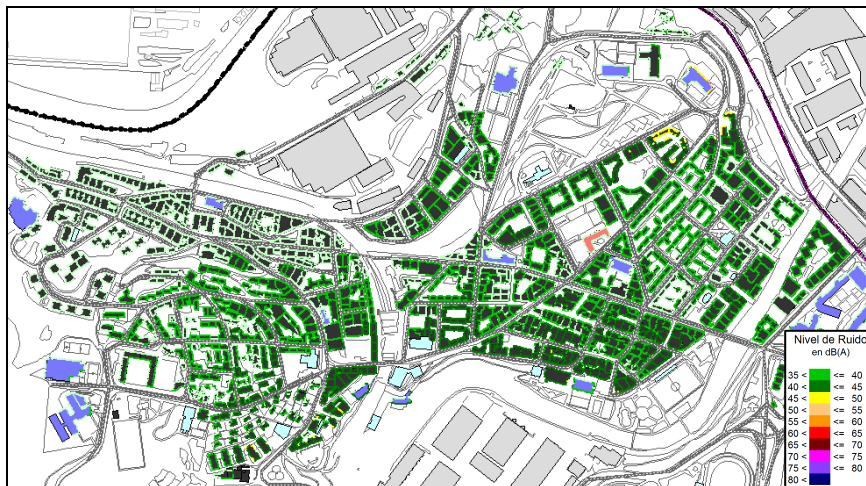 Nivel de Ruido
en dB(A)
35 < <= 40
40 < <= 45
45 < <= 50
50 < <= 55
55 < <= 60
60 < <= 65
65 < <= 70
70 < <= 75
75 < <= 80
80 <